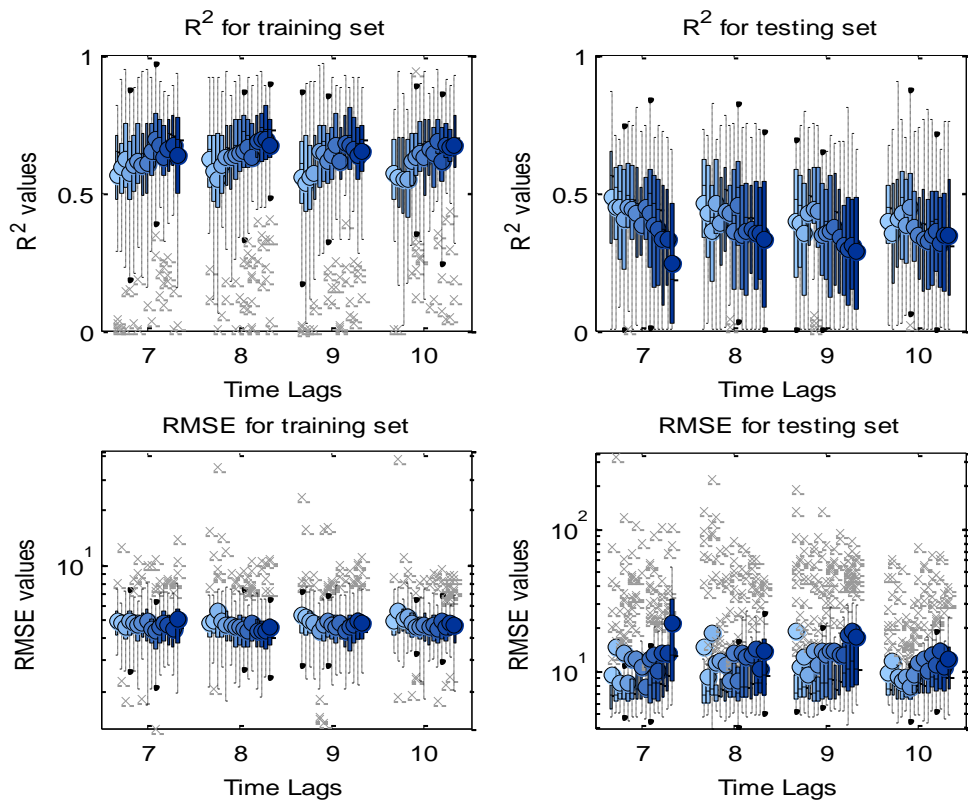 R² for training set
R² values
1
0.5
0
7 8 9 10
Time Lags
R² for testing set
R² values
1
0.5
0
7 8 9 10
Time Lags
RMSE for training set
RMSE values
10¹
7 8 9 10
Time Lags
RMSE for testing set
RMSE values
10²
10¹
7 8 9 10
Time Lags